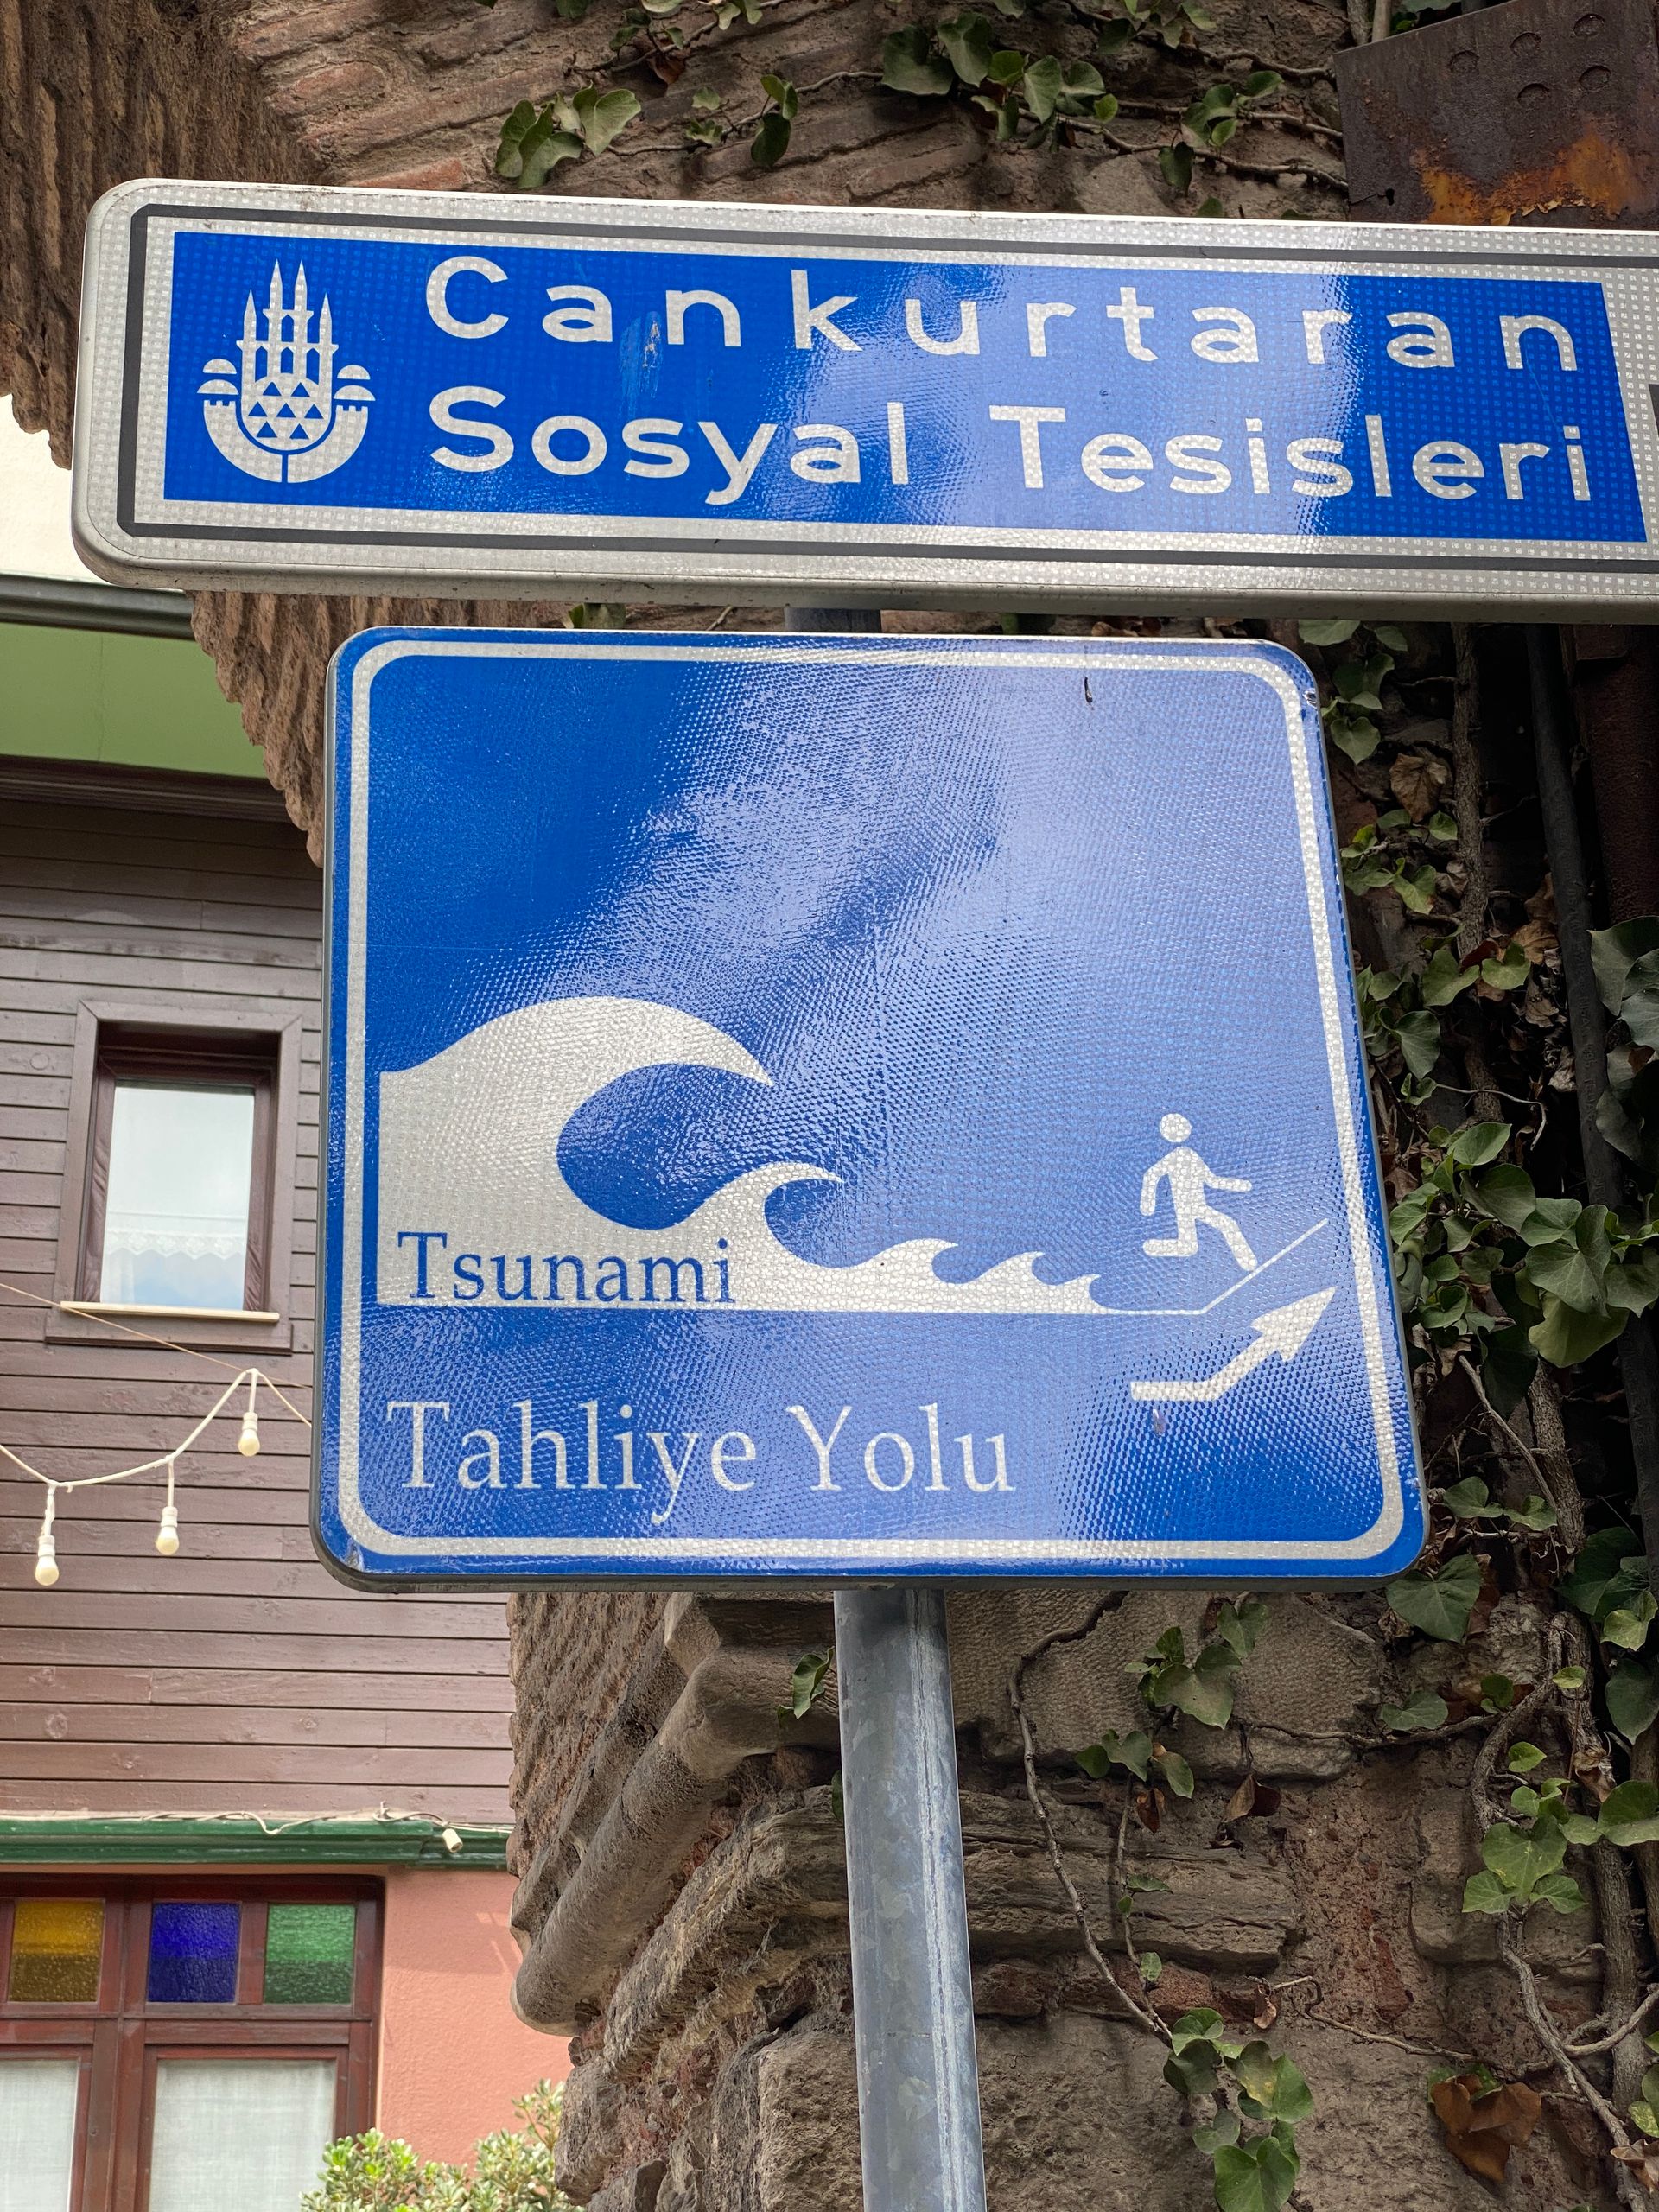 Cankurtaran
Sosyal Tesisleri
Tsunami
Tahliye Yolu